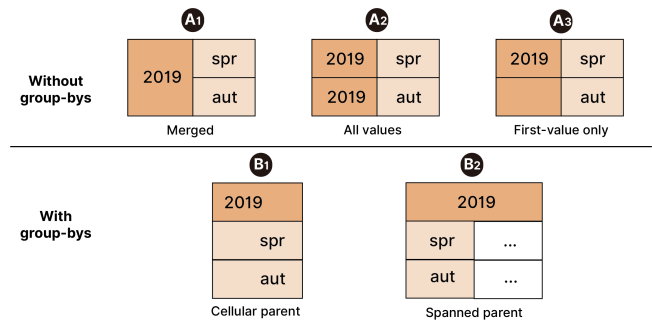 A1
A2
A3
Without
group-bys
2019
spr
aut
Merged
2019
spr
2019
aut
All values
2019
spr
aut
First-value only
B1
B2
With
group-bys
2019
spr
aut
Cellular parent
2019
spr
...
aut
...
Spanned parent